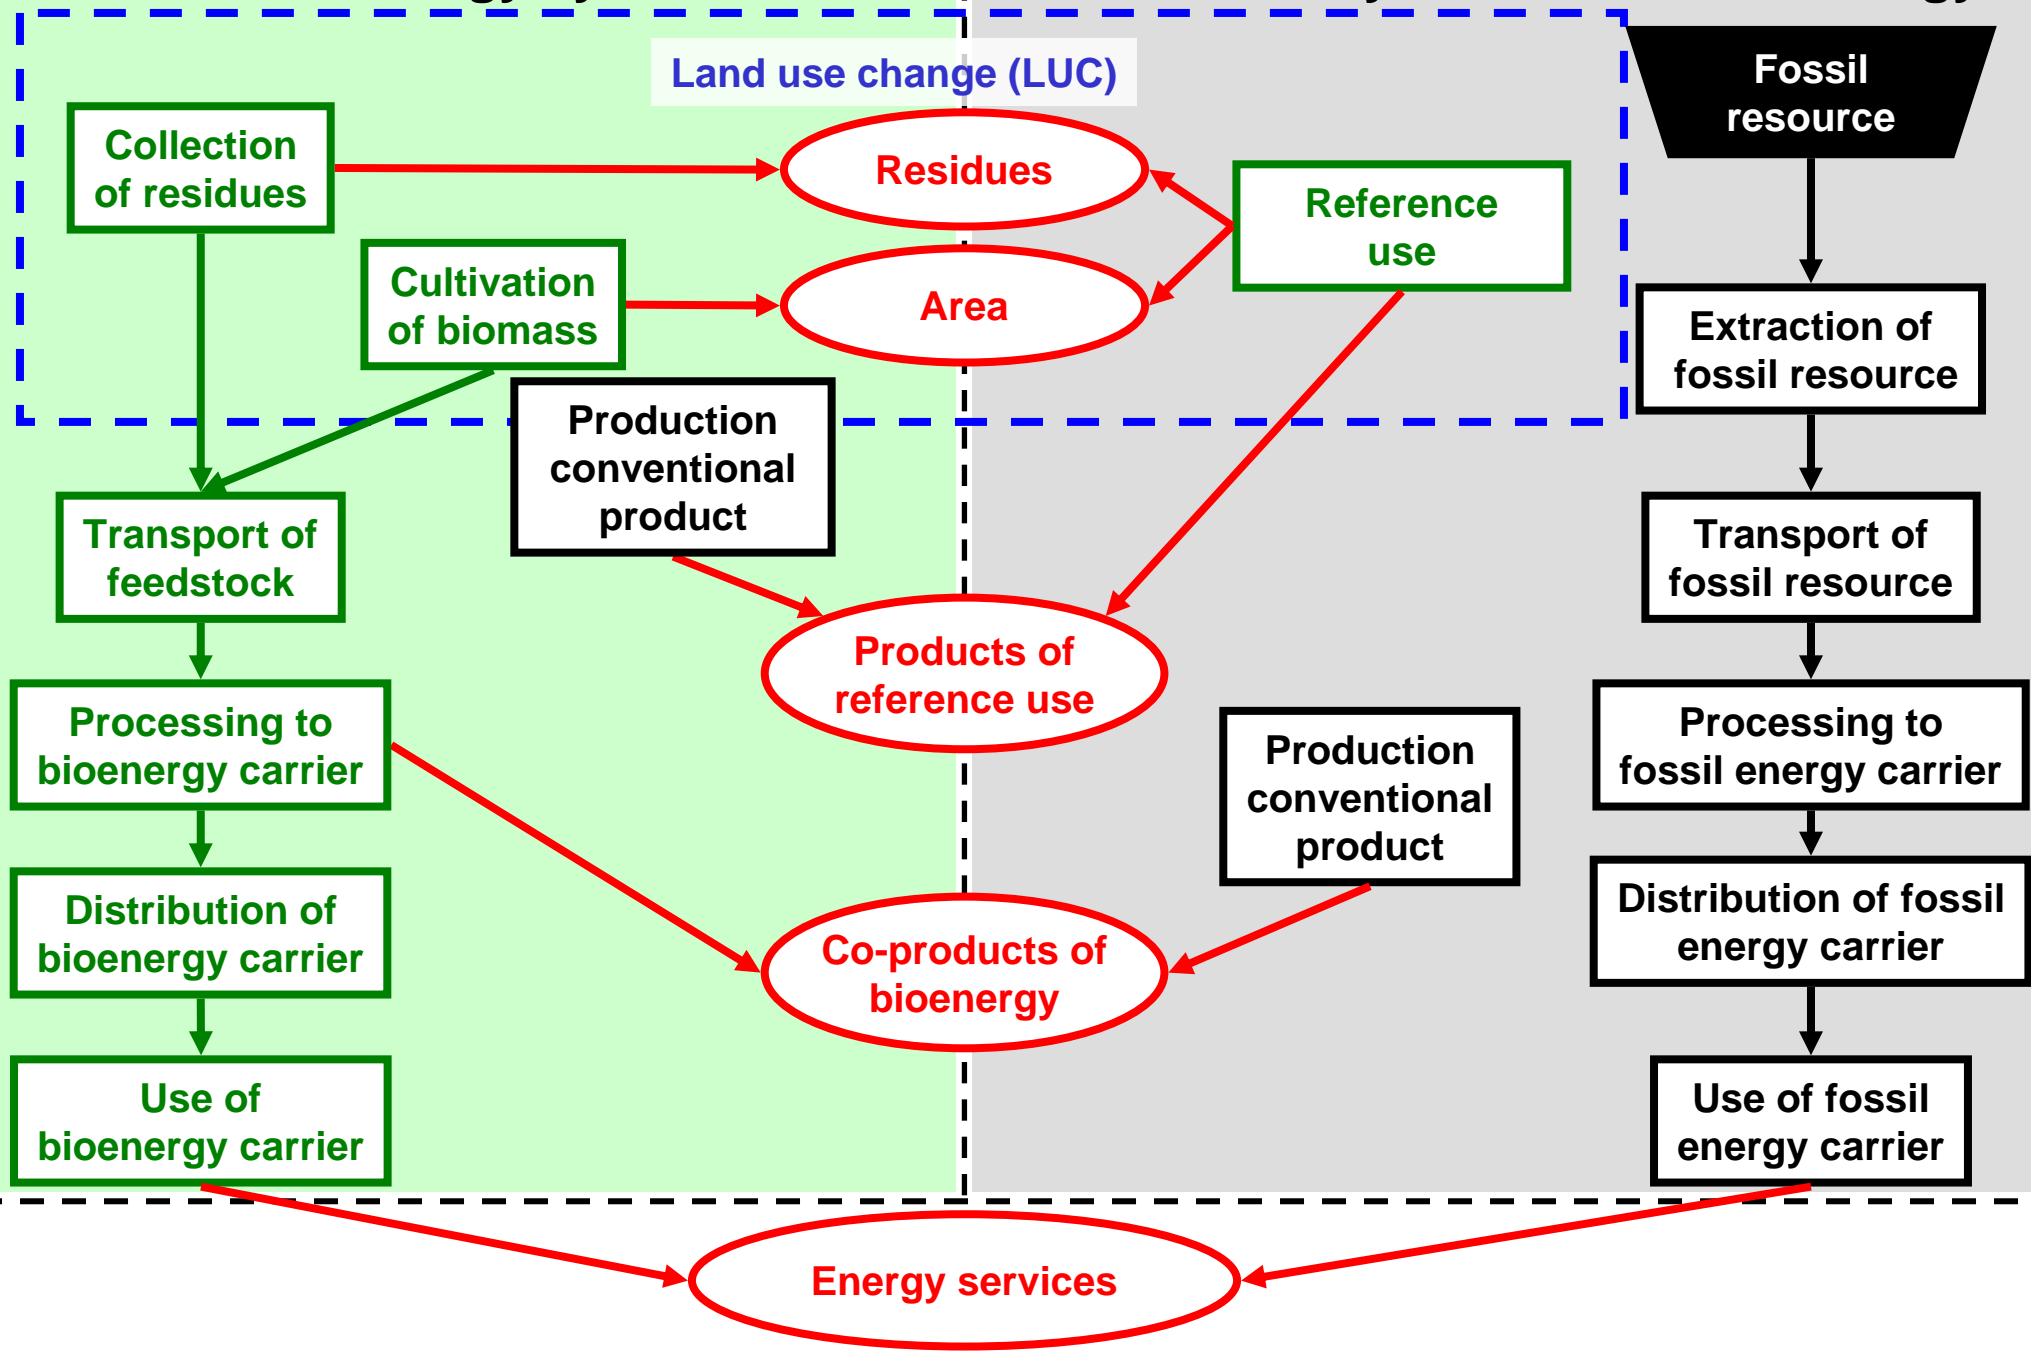 Land use change (LUC)
Fossil
resource
Collection
of residues
Residues
Reference
use
Cultivation
of biomass
Area
Extraction of
fossil resource
Production
conventional
product
Transport of
feedstock
Transport of
fossil resource
Products of
reference use
Processing to
bioenergy carrier
Production
conventional
product
Processing to
fossil energy carrier
Distribution of
bioenergy carrier
Co-products of
bioenergy
Distribution of fossil
energy carrier
Use of
bioenergy carrier
Use of fossil
energy carrier
Energy services